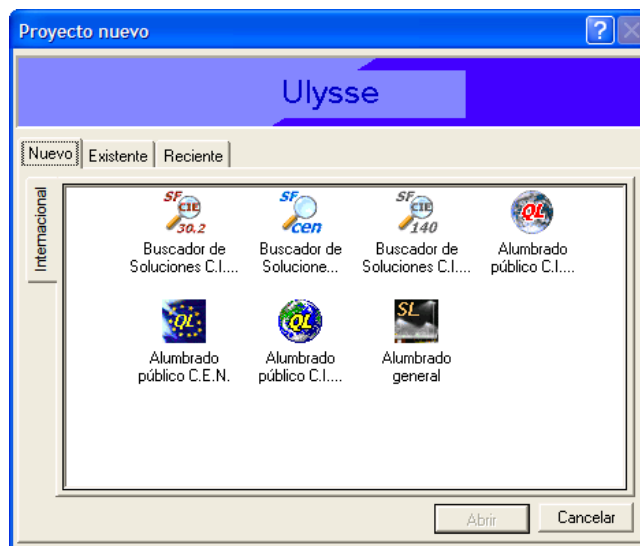 Proyecto nuevo
Ulysse
Nuevo
Existente
Reciente
Internacional
SF CIE 30.2
SF cen
SF CIE 140
QL
Buscador de Soluciones C.I....
Buscador de Solucione...
Buscador de Soluciones C.I....
Alumbrado público C.I....
QL
QL
SL
Alumbrado público C.E.N.
Alumbrado público C.I....
Alumbrado general
Abrir
Cancelar